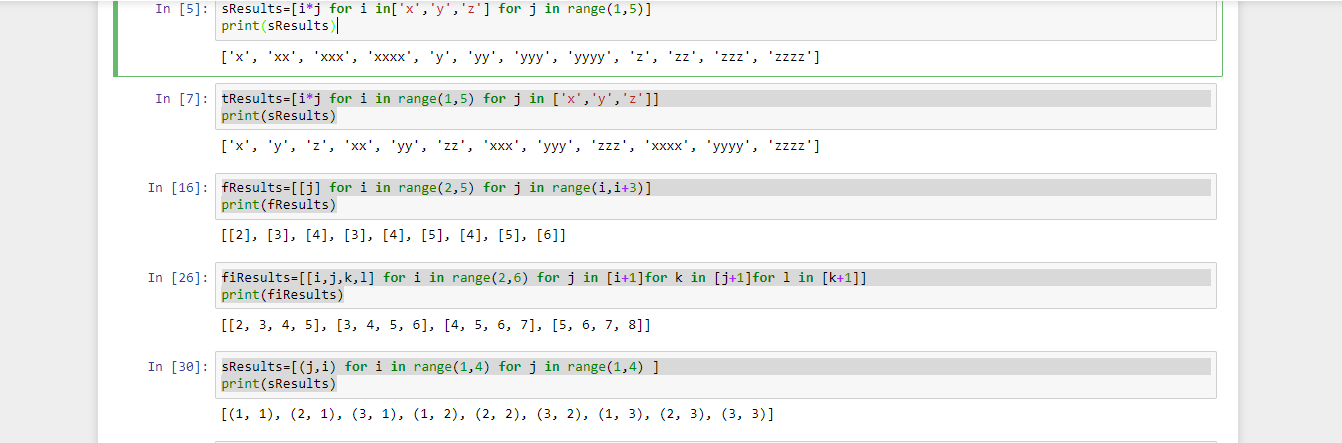 In [5]: sResults=[i*j for i in['x','y','z'] for j in range(1,5)]
print(sResults)
['x', 'xx', 'xxx', 'xxxx', 'y', 'yy', 'yyy', 'yyyy', 'z', 'zz', 'zzz', 'zzzz']
In [7]: tResults=[i*j for i in range(1,5) for j in ['x','y','z']]
print(sResults)
['x', 'y', 'z', 'xx', 'yy', 'zz', 'xxx', 'yyy', 'zzz', 'xxxx', 'yyyy', 'zzzz']
In [16]: fResults=[[j] for i in range(2,5) for j in range(i,i+3)]
print(fResults)
[[2], [3], [4], [3], [4], [5], [4], [5], [6]]
In [26]: fiResults=[[i,j,k,l] for i in range(2,6) for j in [i+1]for k in [j+1]for l in [k+1]]
print(fiResults)
[[2, 3, 4, 5], [3, 4, 5, 6], [4, 5, 6, 7], [5, 6, 7, 8]]
In [30]: sResults=[(j,i) for i in range(1,4) for j in range(1,4) ]
print(sResults)
[(1, 1), (2, 1), (3, 1), (1, 2), (2, 2), (3, 2), (1, 3), (2, 3), (3, 3)]